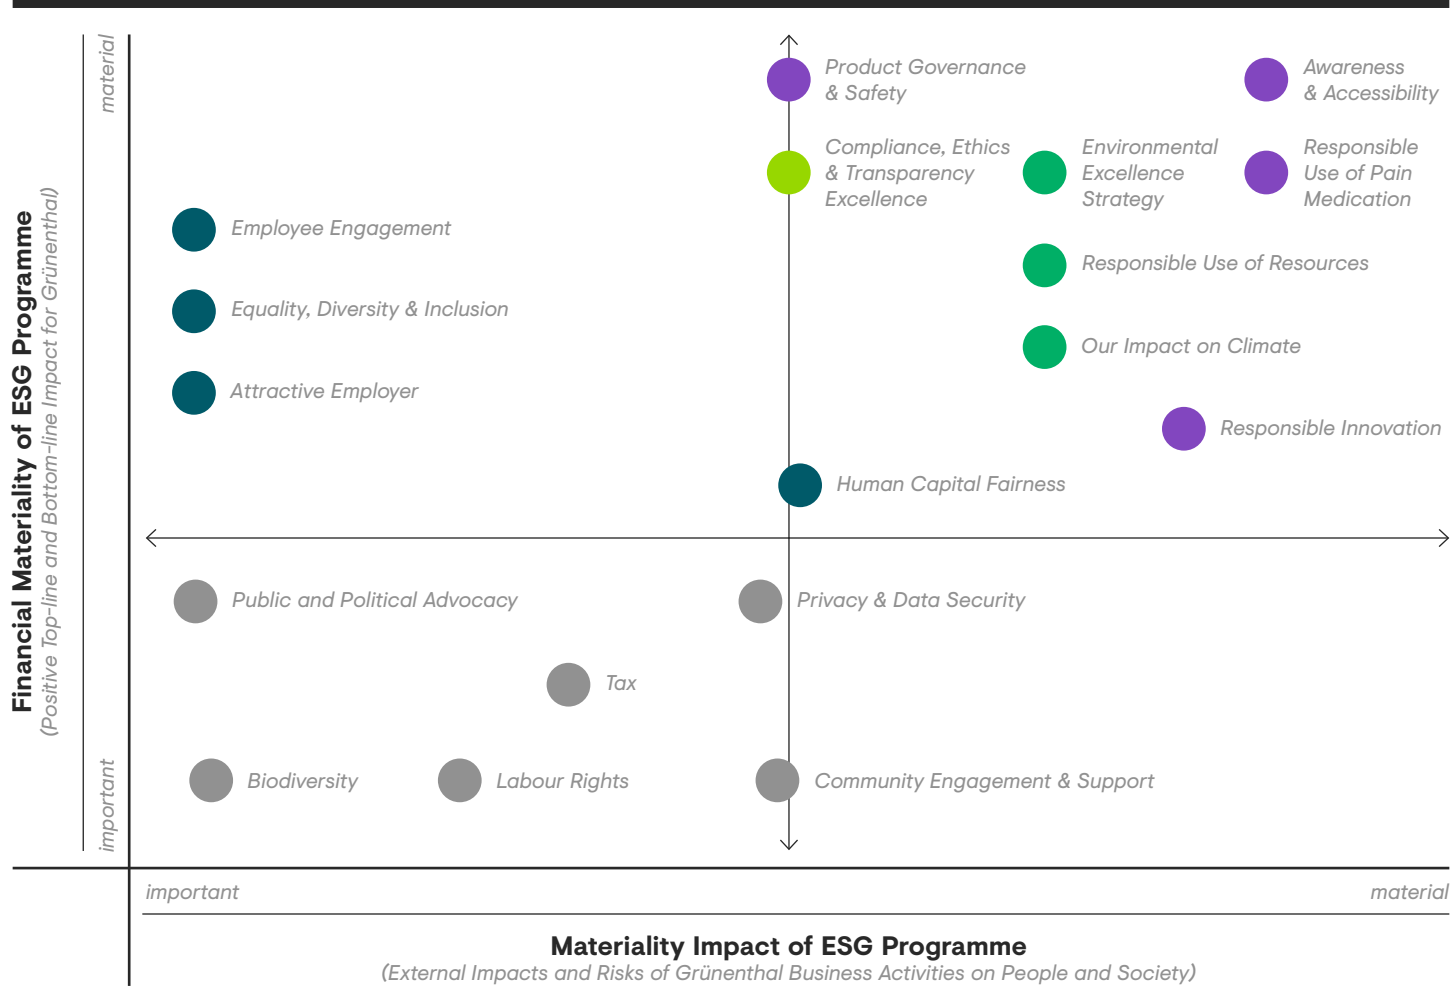 material
Financial Materiality of ESG Programme
(Positive Top-line and Bottom-line Impact for Grünenthal)
important
Product Governance
& Safety
Awareness
& Accessibility
Compliance, Ethics
& Transparency
Excellence
Environmental
Excellence
Strategy
Responsible
Use of Pain
Medication
Employee Engagement
Responsible Use of Resources
Equality, Diversity & Inclusion
Our Impact on Climate
Attractive Employer
Responsible Innovation
Human Capital Fairness
Public and Political Advocacy
Privacy & Data Security
Tax
Biodiversity
Labour Rights
Community Engagement & Support
important
material
Materiality Impact of ESG Programme
(External Impacts and Risks of Grünenthal Business Activities on People and Society)